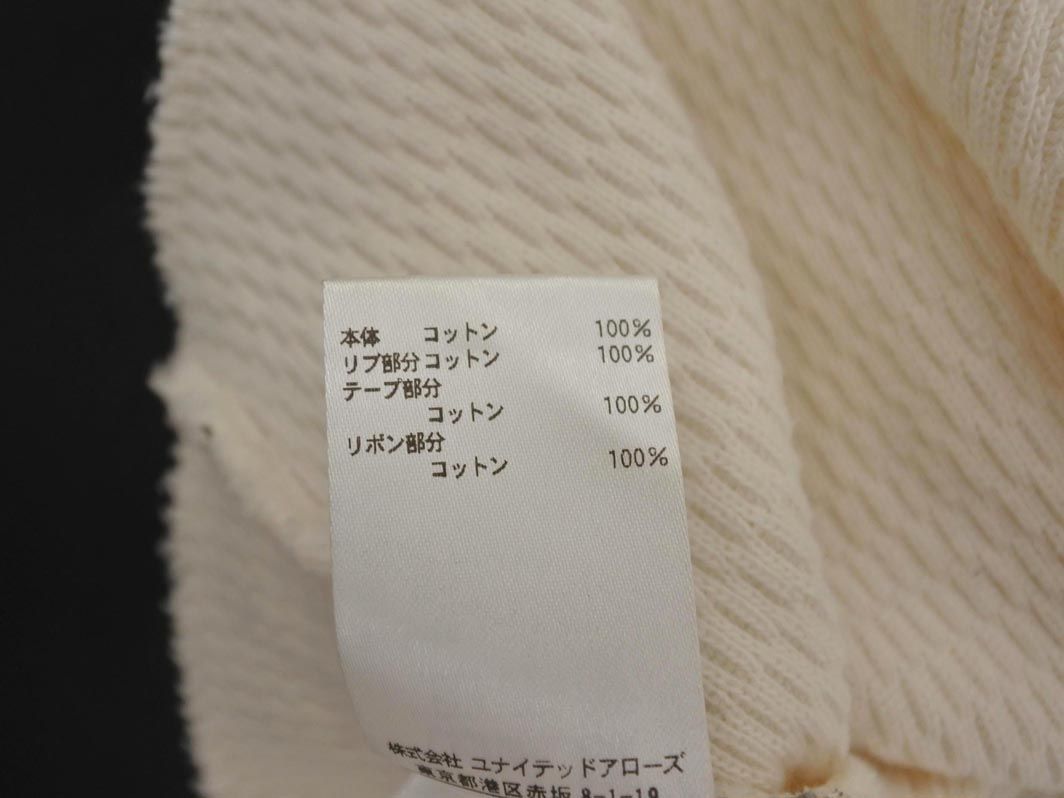 本体 コットン 100%
リブ部分 コットン 100%
テープ部分
コットン 100%
リボン部分
コットン 100%
株式会社 ユナイテッドアローズ
東京都港区赤坂 8-1-19